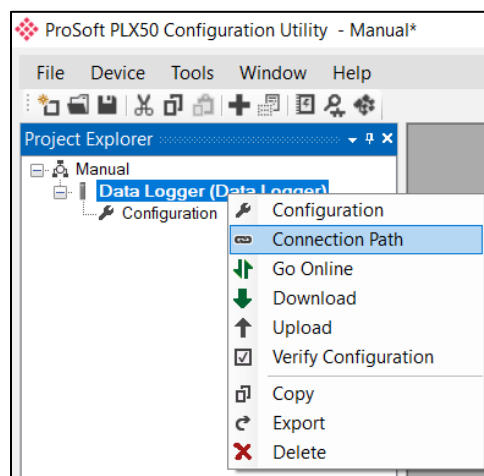 ProSoft PLX50 Configuration Utility - Manual*
File Device Tools Window Help
Project Explorer
Manual
Data Logger (Data Logger)
Configuration
Configuration
Connection Path
Go Online
Download
Upload
Verify Configuration
Copy
Export
Delete